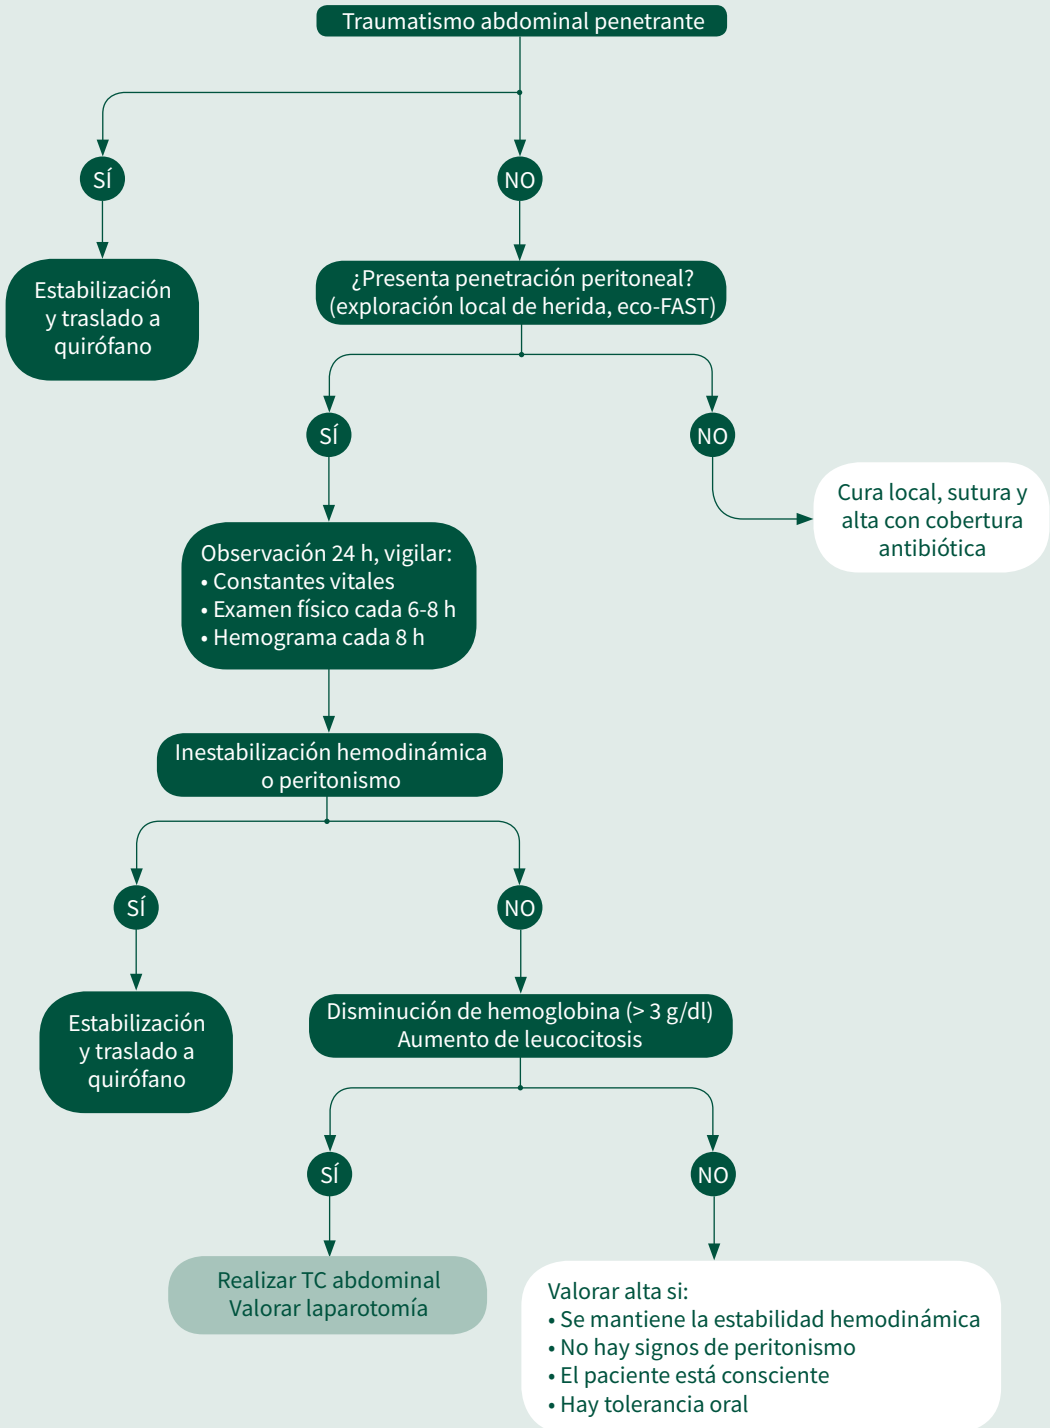 Traumatismo abdominal penetrante
SÍ
NO
Estabilización
y traslado a
quirófano
¿Presenta penetración peritoneal?
(exploración local de herida, eco-FAST)
SÍ
NO
Cura local, sutura y
alta con cobertura
antibiótica
Observación 24 h, vigilar:
• Constantes vitales
• Examen físico cada 6-8 h
• Hemograma cada 8 h
Inestabilización hemodinámica
o peritonismo
SÍ
NO
Estabilización
y traslado a
quirófano
Disminución de hemoglobina (> 3 g/dl)
Aumento de leucocitosis
SÍ
NO
Realizar TC abdominal
Valorar laparotomía
Valorar alta si:
• Se mantiene la estabilidad hemodinámica
• No hay signos de peritonismo
• El paciente está consciente
• Hay tolerancia oral